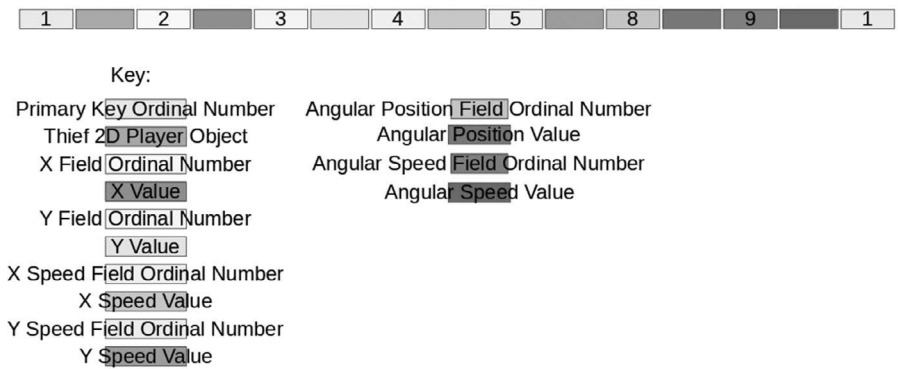 1 2 3 4 5 8 9 1
Key:
Primary Key Ordinal Number
Thief 2D Player Object
X Field Ordinal Number
X Value
Y Field Ordinal Number
Y Value
X Speed Field Ordinal Number
X Speed Value
Y Speed Field Ordinal Number
Y Speed Value
Angular Position Field Ordinal Number
Angular Position Value
Angular Speed Field Ordinal Number
Angular Speed Value